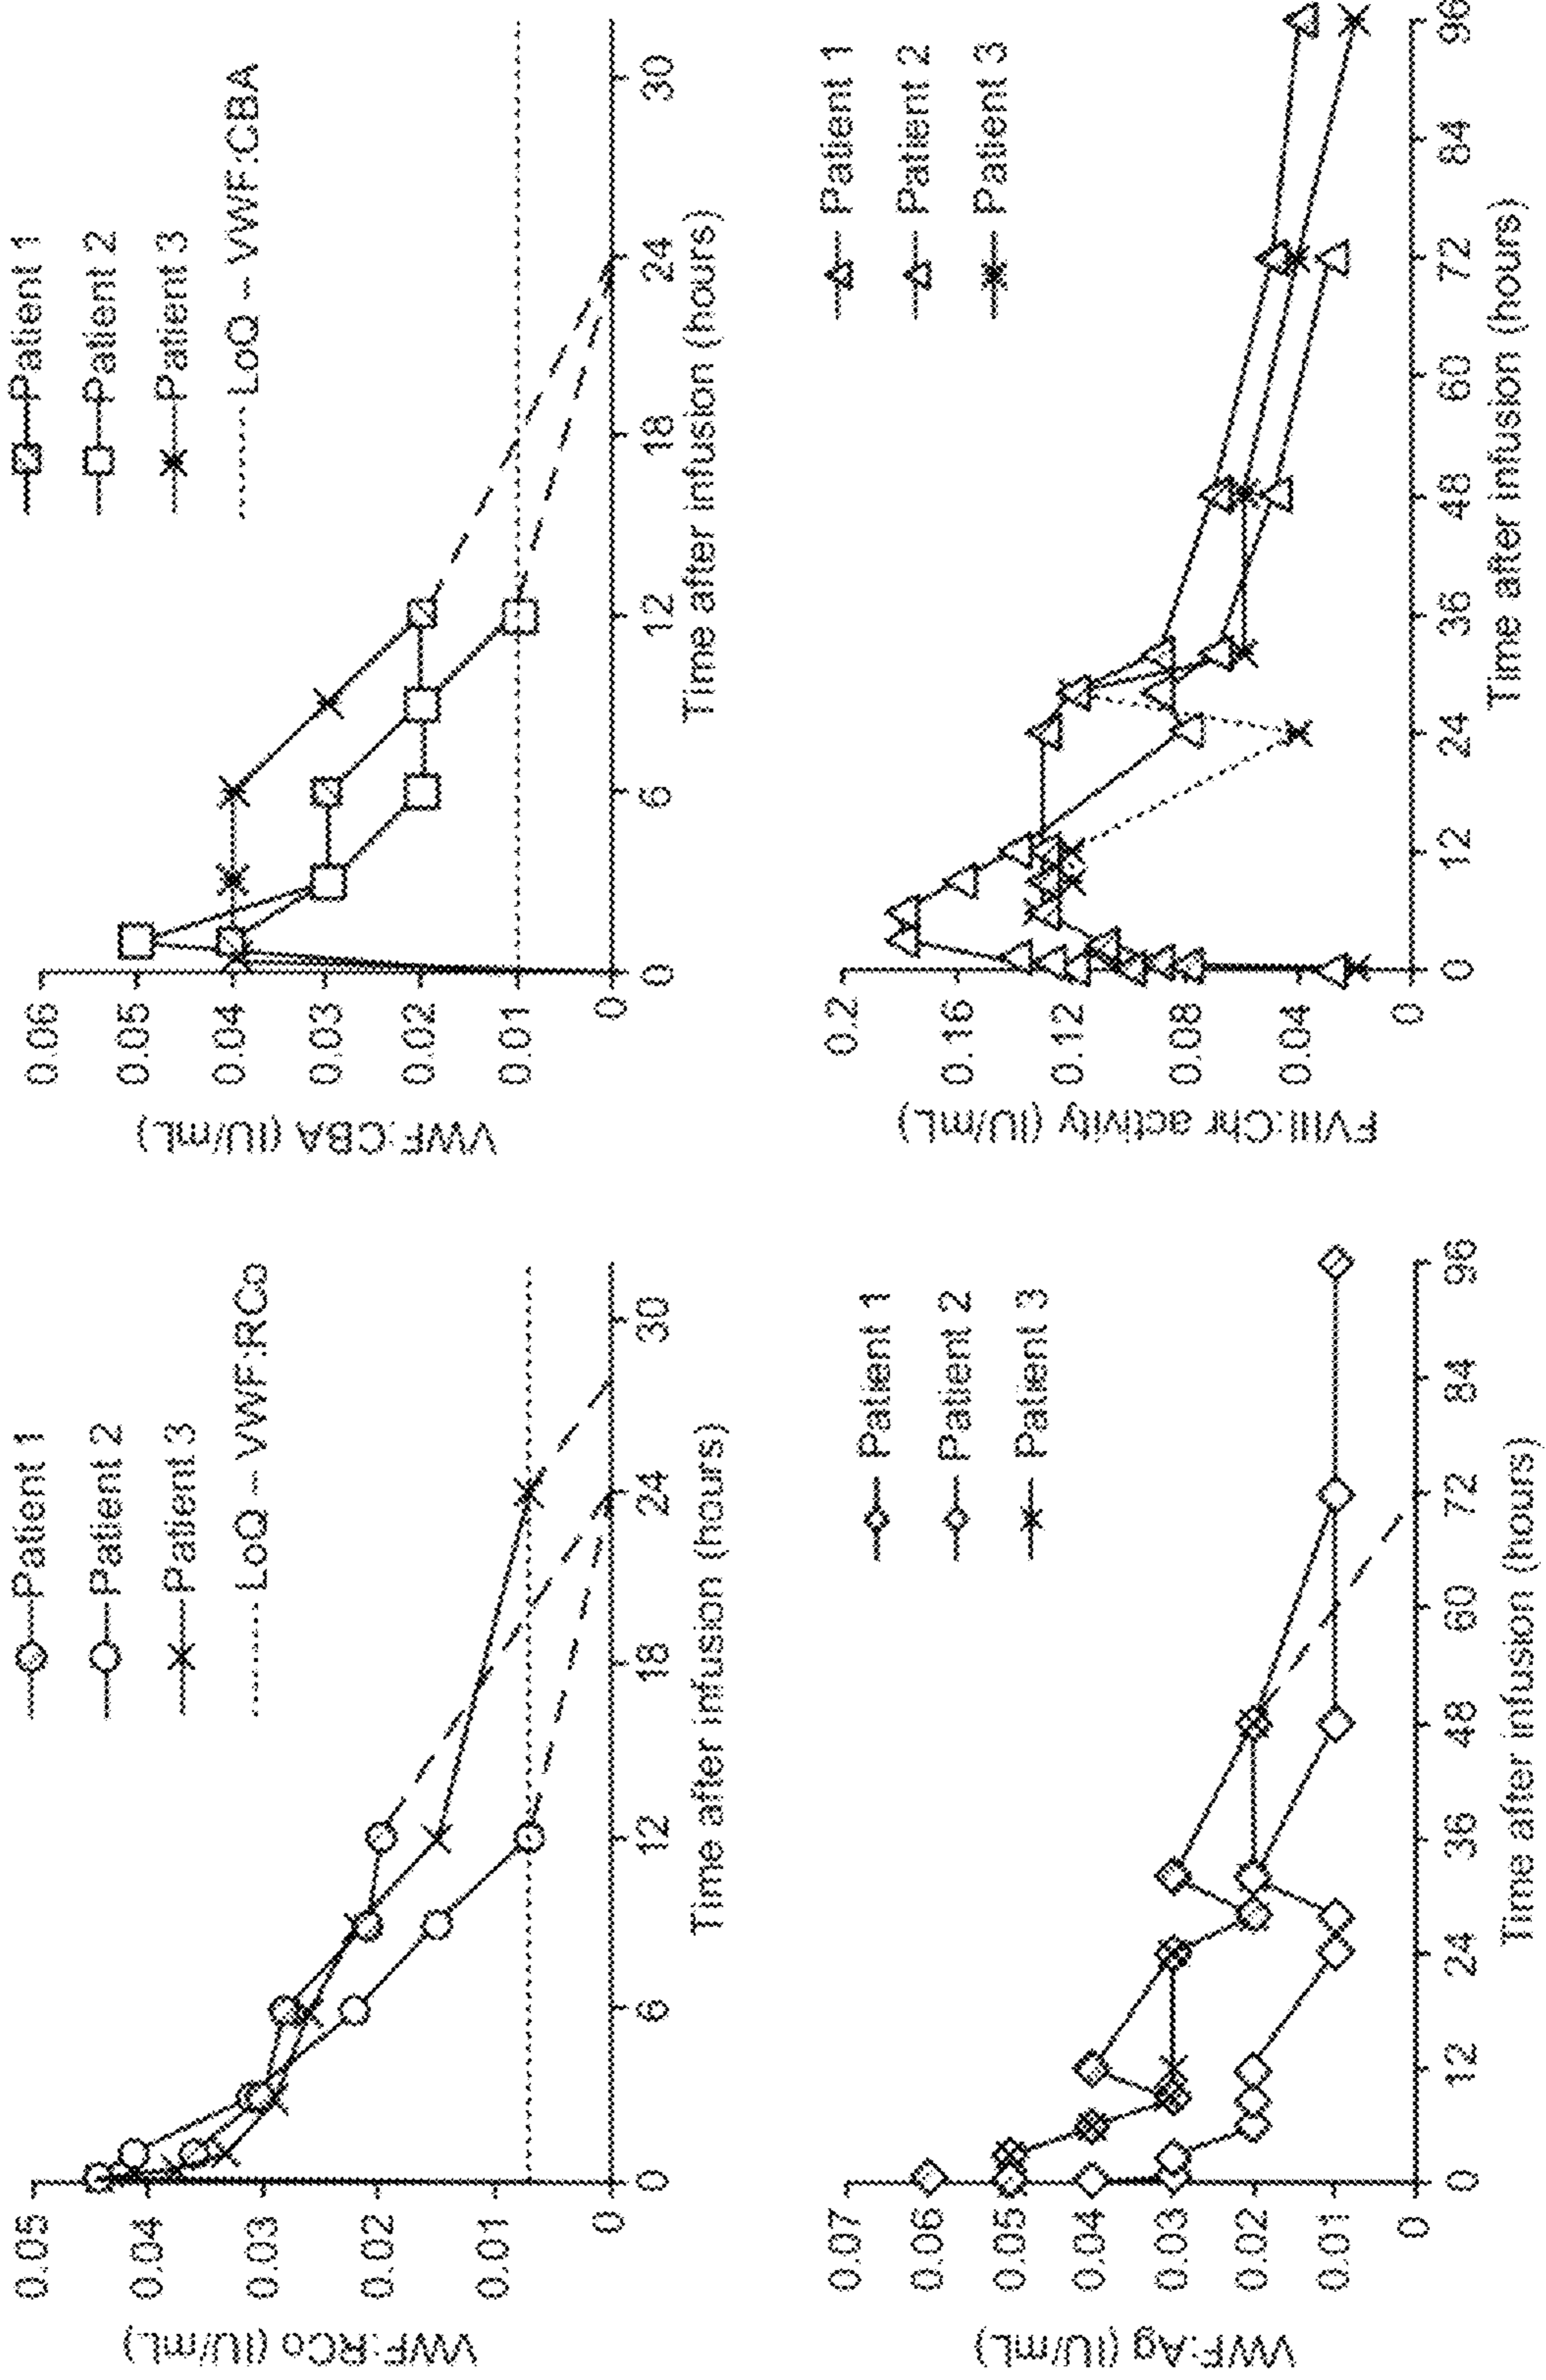 Patient 1
Patient 2
Patient 3
LoQ – VWF:RCo
VWF:RCo (IU/mL)
0.05
0.04
0.03
0.02
0.01
0
0 6 12 18 24 30
Time after infusion (hours)
Patient 1
Patient 2
Patient 3
LoQ – VWF:CBA
VWF:CBA (IU/mL)
0.06
0.05
0.04
0.03
0.02
0.01
0
0 6 12 18 24 30
Time after infusion (hours)
Patient 1
Patient 2
Patient 3
VWF:Ag (IU/mL)
0.07
0.06
0.05
0.04
0.03
0.02
0.01
0
0 12 24 36 48 60 72 84 96
Time after infusion (hours)
Patient 1
Patient 2
Patient 3
FVIII:Chr activity (IU/mL)
0.2
0.16
0.12
0.08
0.04
0
0 12 24 36 48 60 72 84 96
Time after infusion (hours)